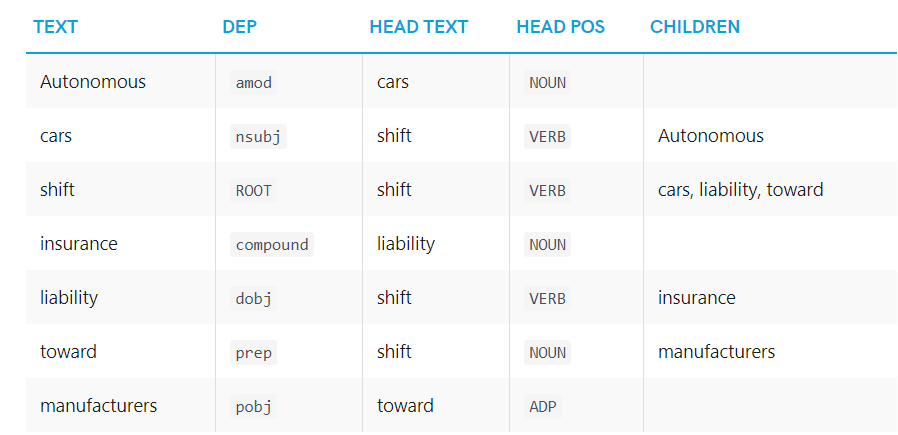 TEXT DEP HEAD TEXT HEAD POS CHILDREN
Autonomous amod cars NOUN
cars nsubj shift VERB Autonomous
shift ROOT shift VERB cars, liability, toward
insurance compound liability NOUN
liability dobj shift VERB insurance
toward prep shift NOUN manufacturers
manufacturers pobj toward ADP